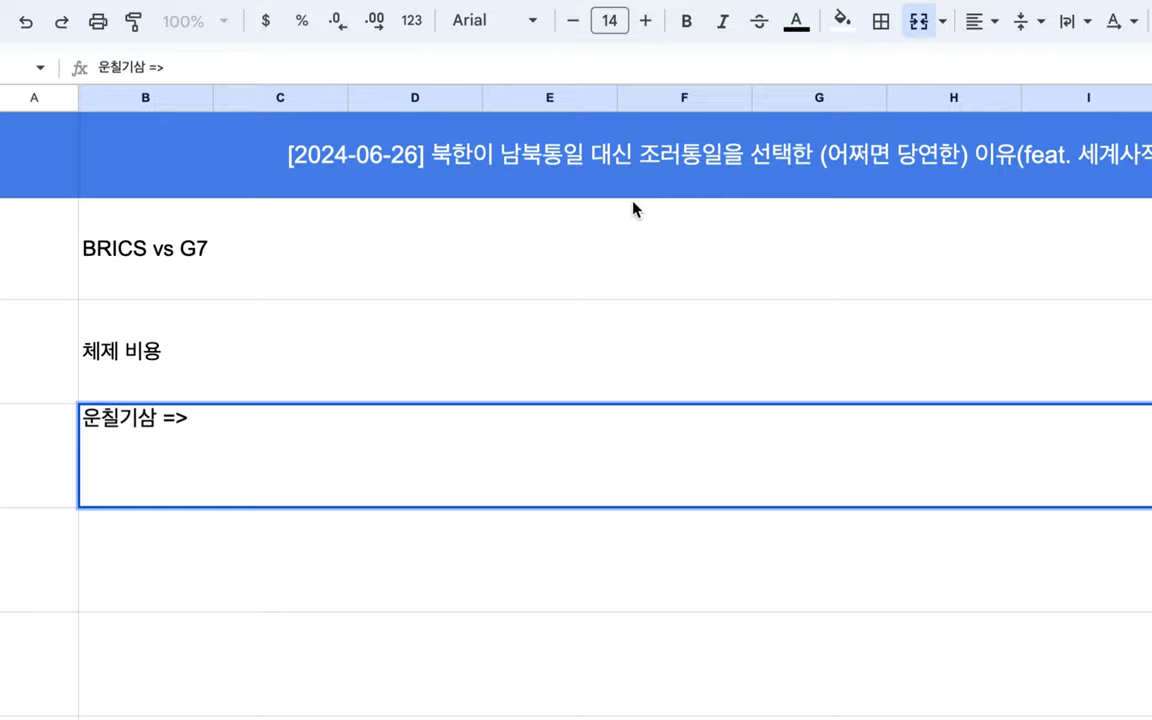 100% $ % .0 .00 123 Arial 14 B I A A
fx 운칠기삼 =>
A B C D E F G H I
[2024-06-26] 북한이 남북통일 대신 조러통일을 선택한 (어쩌면 당연한) 이유(feat. 세계사적
BRICS vs G7
체제 비용
운칠기삼 =>